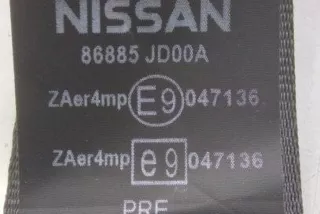 NISSAN
86885 JD00A
ZAer4mp E9 047136
ZAer4mp e9 047136
PRE